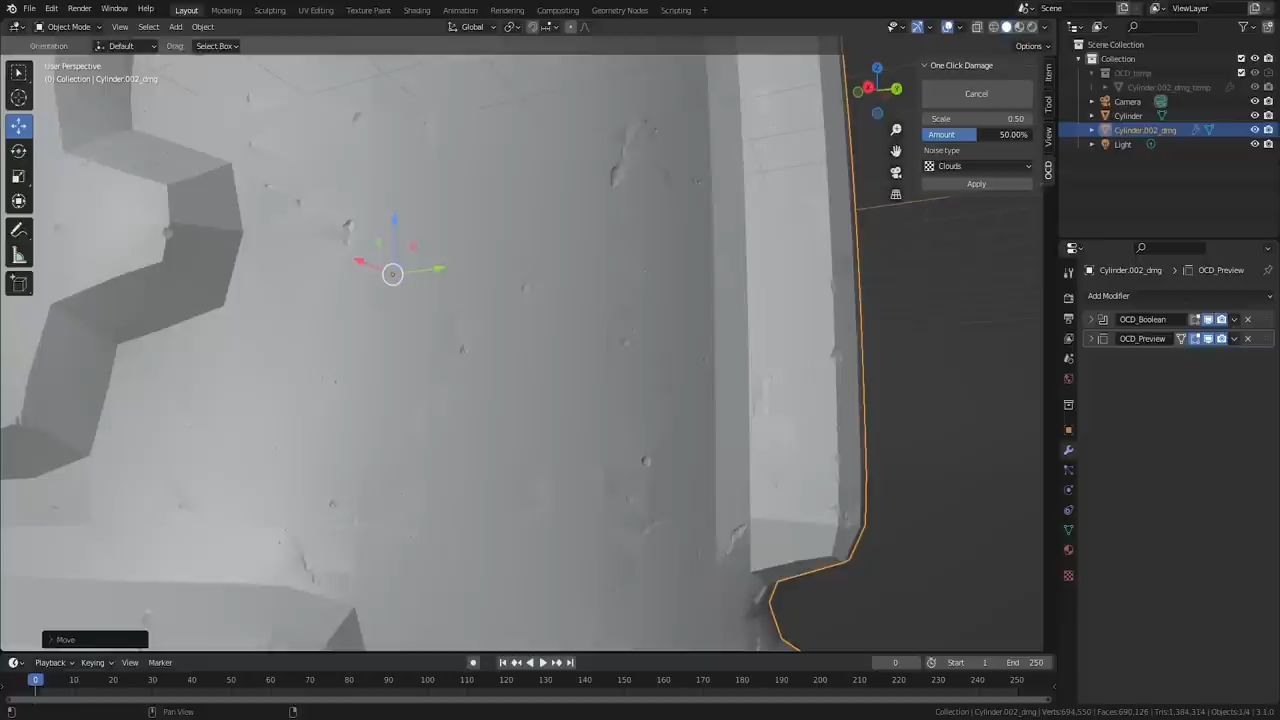 File Edit Render Window Help Layout Modeling Sculpting UV Editing Texture Paint Shading Animation Rendering Compositing Geometry Nodes Scripting + Scene ViewLayer
Object Mode View Select Add Object Global
Orientation Default Drag: Select Box Options
User Perspective
(0) Collection | Cylinder.002_dmg
One Click Damage
Cancel
Scale 0.50
Amount 50.00%
Noise type
Clouds
Apply
Item
Tool
View
OCD
Z
Y
Scene Collection
Collection
OCD_temp
Cylinder.002_dmg_temp
Camera
Cylinder
Cylinder.002_dmg
Light
Cylinder.002_dmg > OCD_Preview
Add Modifier
OCD_Boolean
OCD_Preview
> Move
Playback Keying View Marker 0 Start 1 End 250
0 10 20 30 40 50 60 70 80 90 100 110 120 130 140 150 160 170 180 190 200 210 220 230 240 250
Pan View Collection | Cylinder.002_dmg | Verts:694,550 | Faces:690,126 | Tris:1,384,314 | Objects:1/4 | 3.1.0